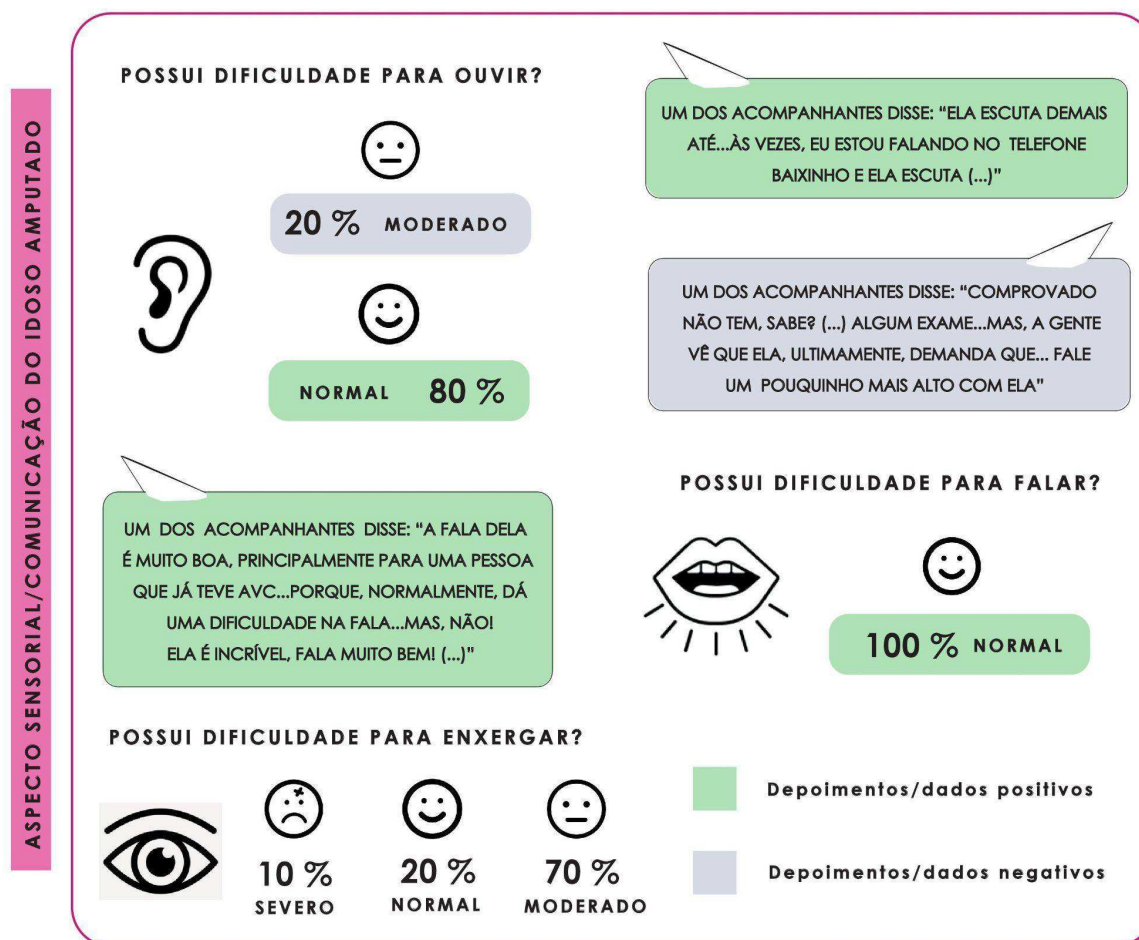 ASPECTO SENSORIAL/COMUNICAÇÃO DO IDOSO AMPUTADO
POSSUI DIFICULDADE PARA OUVIR?
20 % MODERADO
NORMAL 80 %
UM DOS ACOMPANHANTES DISSE: “ELA ESCUTA DEMAIS
ATÉ...ÀS VEZES, EU ESTOU FALANDO NO TELEFONE
BAIXINHO E ELA ESCUTA (...)”
UM DOS ACOMPANHANTES DISSE: “COMPROVADO
NÃO TEM, SABE? (...) ALGUM EXAME...MAS, A GENTE
VÊ QUE ELA, ULTIMAMENTE, DEMANDA QUE... FALE
UM POUQUINHO MAIS ALTO COM ELA”
UM DOS ACOMPANHANTES DISSE: “A FALA DELA
É MUITO BOA, PRINCIPALMENTE PARA UMA PESSOA
QUE JÁ TEVE AVC...PORQUE, NORMALMENTE, DÁ
UMA DIFICULDADE NA FALA...MAS, NÃO!
ELA É INCRÍVEL, FALA MUITO BEM! (...)”
POSSUI DIFICULDADE PARA FALAR?
100 % NORMAL
POSSUI DIFICULDADE PARA ENXERGAR?
10 %
SEVERO
20 %
NORMAL
70 %
MODERADO
Depoimentos/dados positivos
Depoimentos/dados negativos